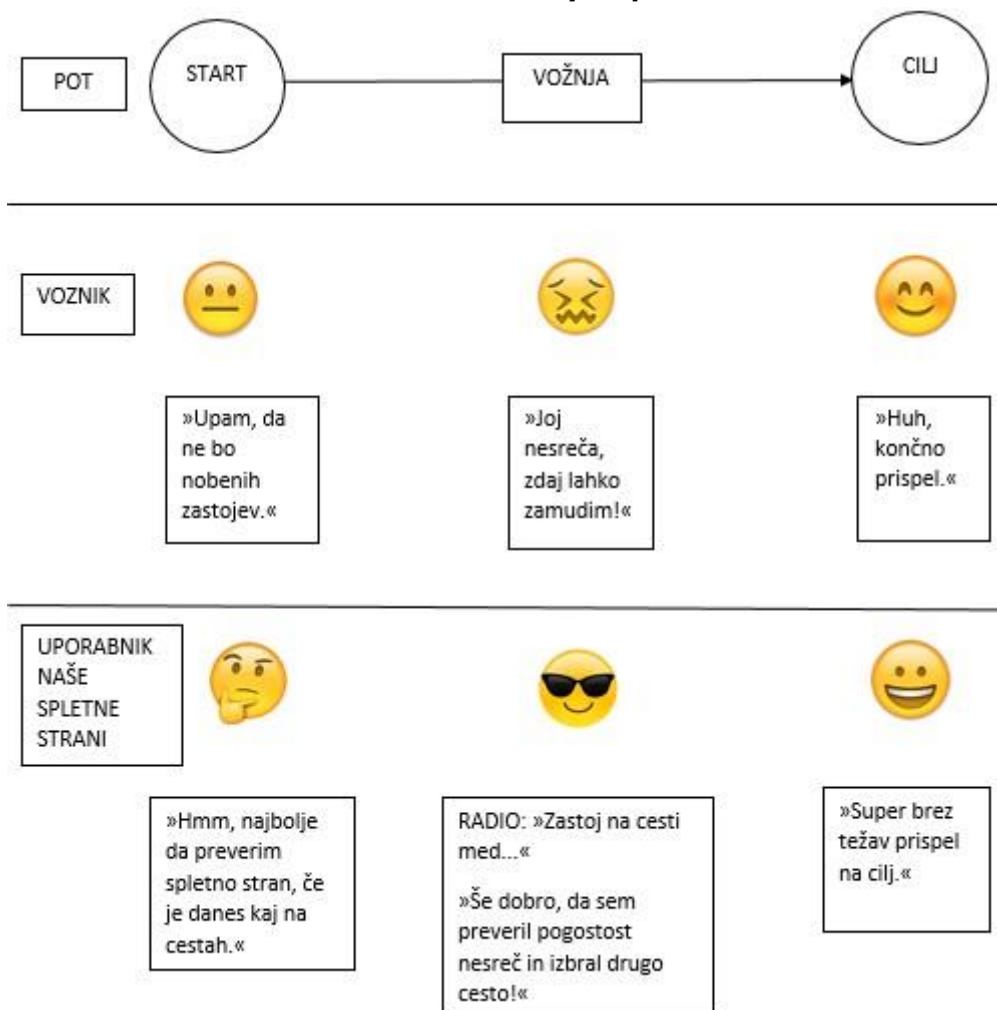 POT
START
VOŽNJA
CILJ
VOZNIK
»Upam, da
ne bo
nobenih
zastojev.«
»Joj
nesreča,
zdaj lahko
zamudim!«
»Huh,
končno
prispel.«
UPORABNIK
NAŠE
SPLETNE
STRANI
»Hmm, najbolje
da preverim
spletno stran, če
je danes kaj na
cestah.«
RADIO: »Zastoj na cesti
med...«
»Še dobro, da sem
preveril pogostost
nesreč in izbral drugo
cesto!«
»Super brez
težav prispel
na cilj.«